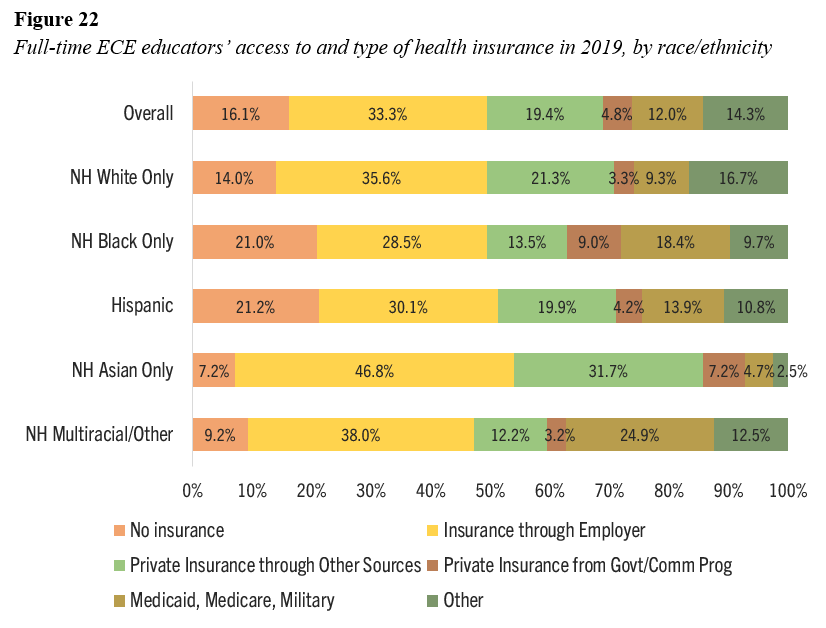 Figure 22
Full-time ECE educators’ access to and type of health insurance in 2019, by race/ethnicity
Overall 16.1% 33.3% 19.4% 4.8% 12.0% 14.3%
NH White Only 14.0% 35.6% 21.3% 3.3% 9.3% 16.7%
NH Black Only 21.0% 28.5% 13.5% 9.0% 18.4% 9.7%
Hispanic 21.2% 30.1% 19.9% 4.2% 13.9% 10.8%
NH Asian Only 7.2% 46.8% 31.7% 7.2% 4.7% 2.5%
NH Multiracial/Other 9.2% 38.0% 12.2% 3.2% 24.9% 12.5%
0% 10% 20% 30% 40% 50% 60% 70% 80% 90% 100%
No insurance Insurance through Employer
Private Insurance through Other Sources Private Insurance from Govt/Comm Prog
Medicaid, Medicare, Military Other